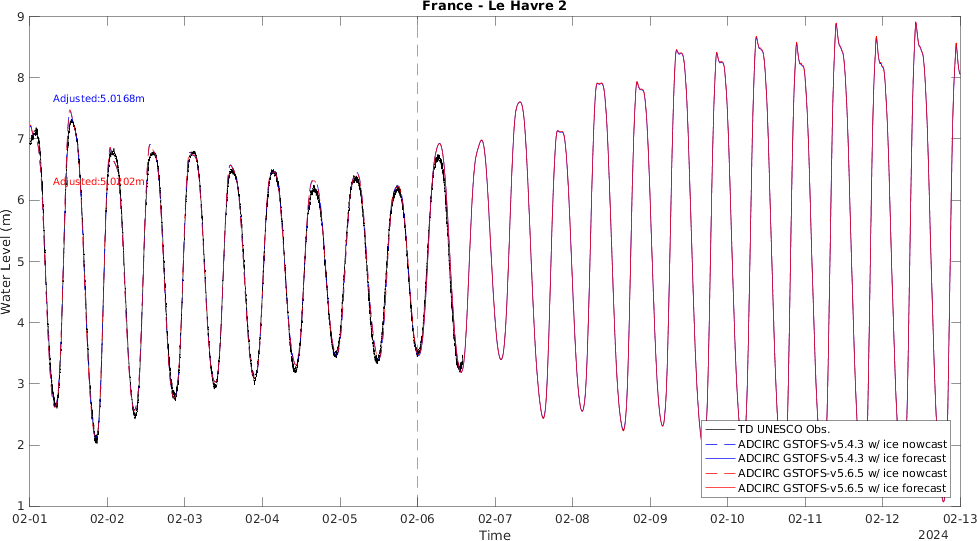 France - Le Havre 2
9
8
7
6
5
4
3
2
1
Water Level (m)
Adjusted:5.0168m
Adjusted:5.0202m
TD UNESCO Obs.
ADCIRC GSTOFS-v5.4.3 w/ ice nowcast
ADCIRC GSTOFS-v5.4.3 w/ ice forecast
ADCIRC GSTOFS-v5.6.5 w/ ice nowcast
ADCIRC GSTOFS-v5.6.5 w/ ice forecast
02-01 02-02 02-03 02-04 02-05 02-06 02-07 02-08 02-09 02-10 02-11 02-12 02-13
Time
2024